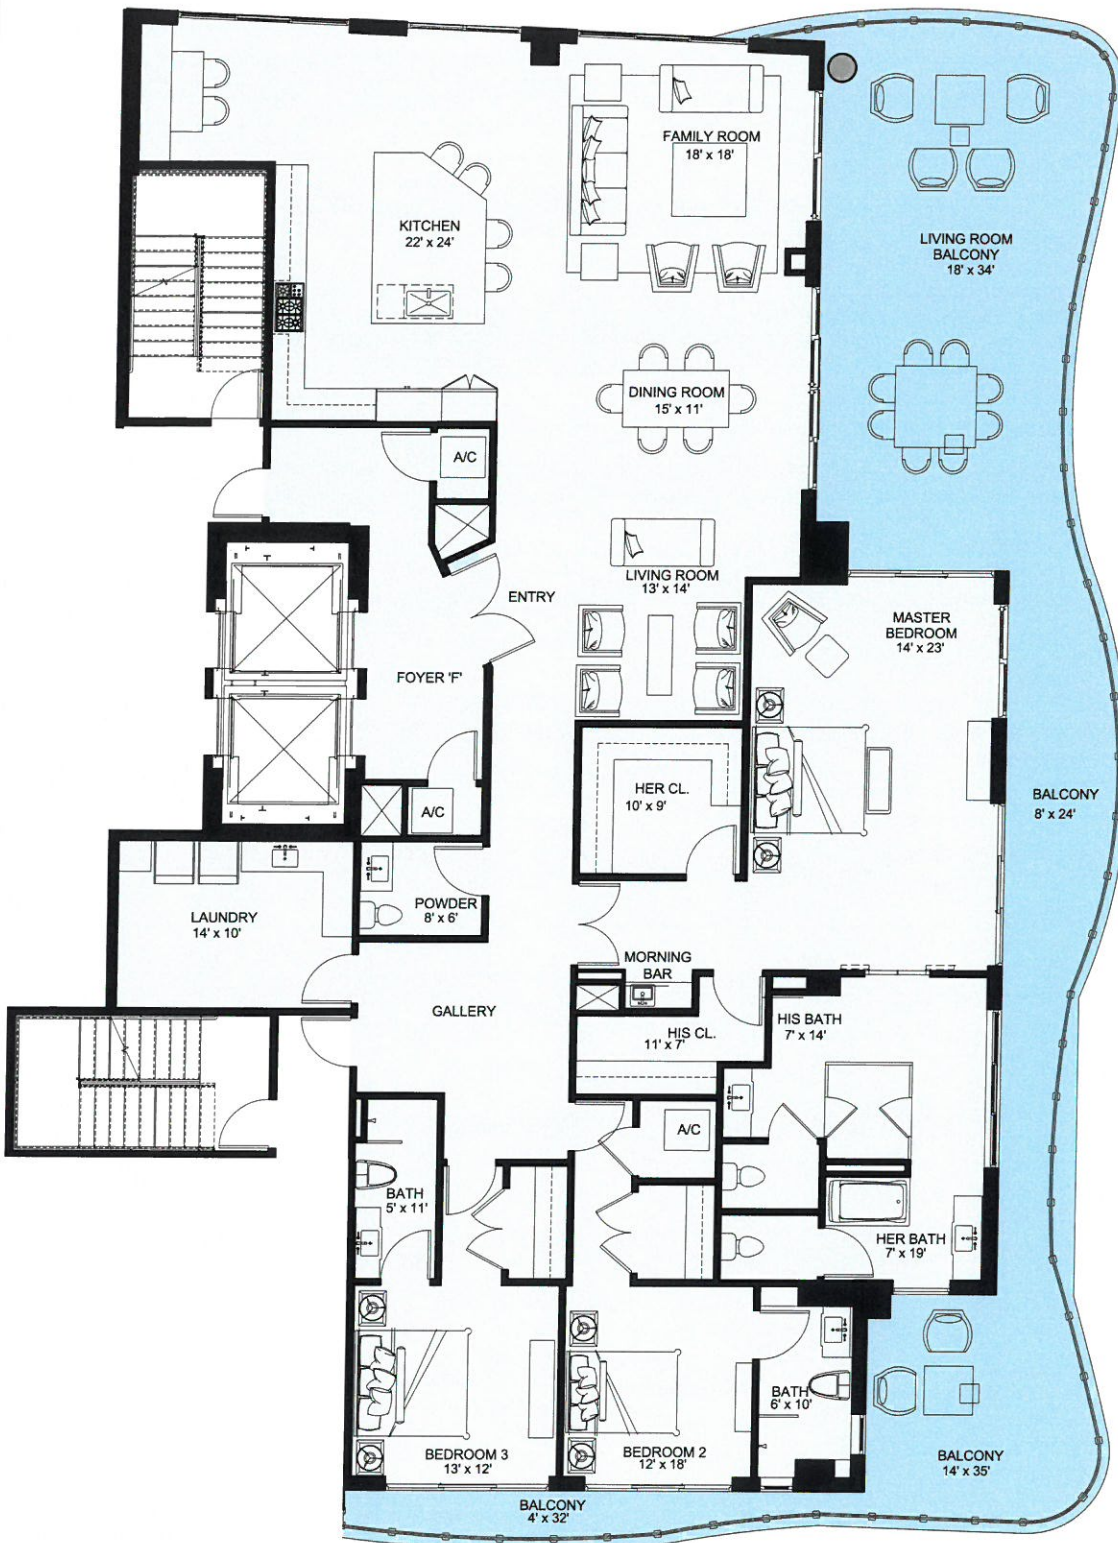 FAMILY ROOM
18' x 18'
KITCHEN
22' x 24'
LIVING ROOM
BALCONY
18' x 34'
DINING ROOM
15' x 11'
A/C
LIVING ROOM
13' x 14'
ENTRY
MASTER
BEDROOM
14' x 23'
FOYER 'F'
HER CL.
10' x 9'
BALCONY
8' x 24'
A/C
POWDER
8' x 6'
LAUNDRY
14' x 10'
MORNING
BAR
GALLERY
HIS CL.
11' x 7'
HIS BATH
7' x 14'
A/C
BATH
5' x 11'
HER BATH
7' x 19'
BATH
6' x 10'
BEDROOM 3
13' x 12'
BEDROOM 2
12' x 18'
BALCONY
14' x 35'
BALCONY
4' x 32'